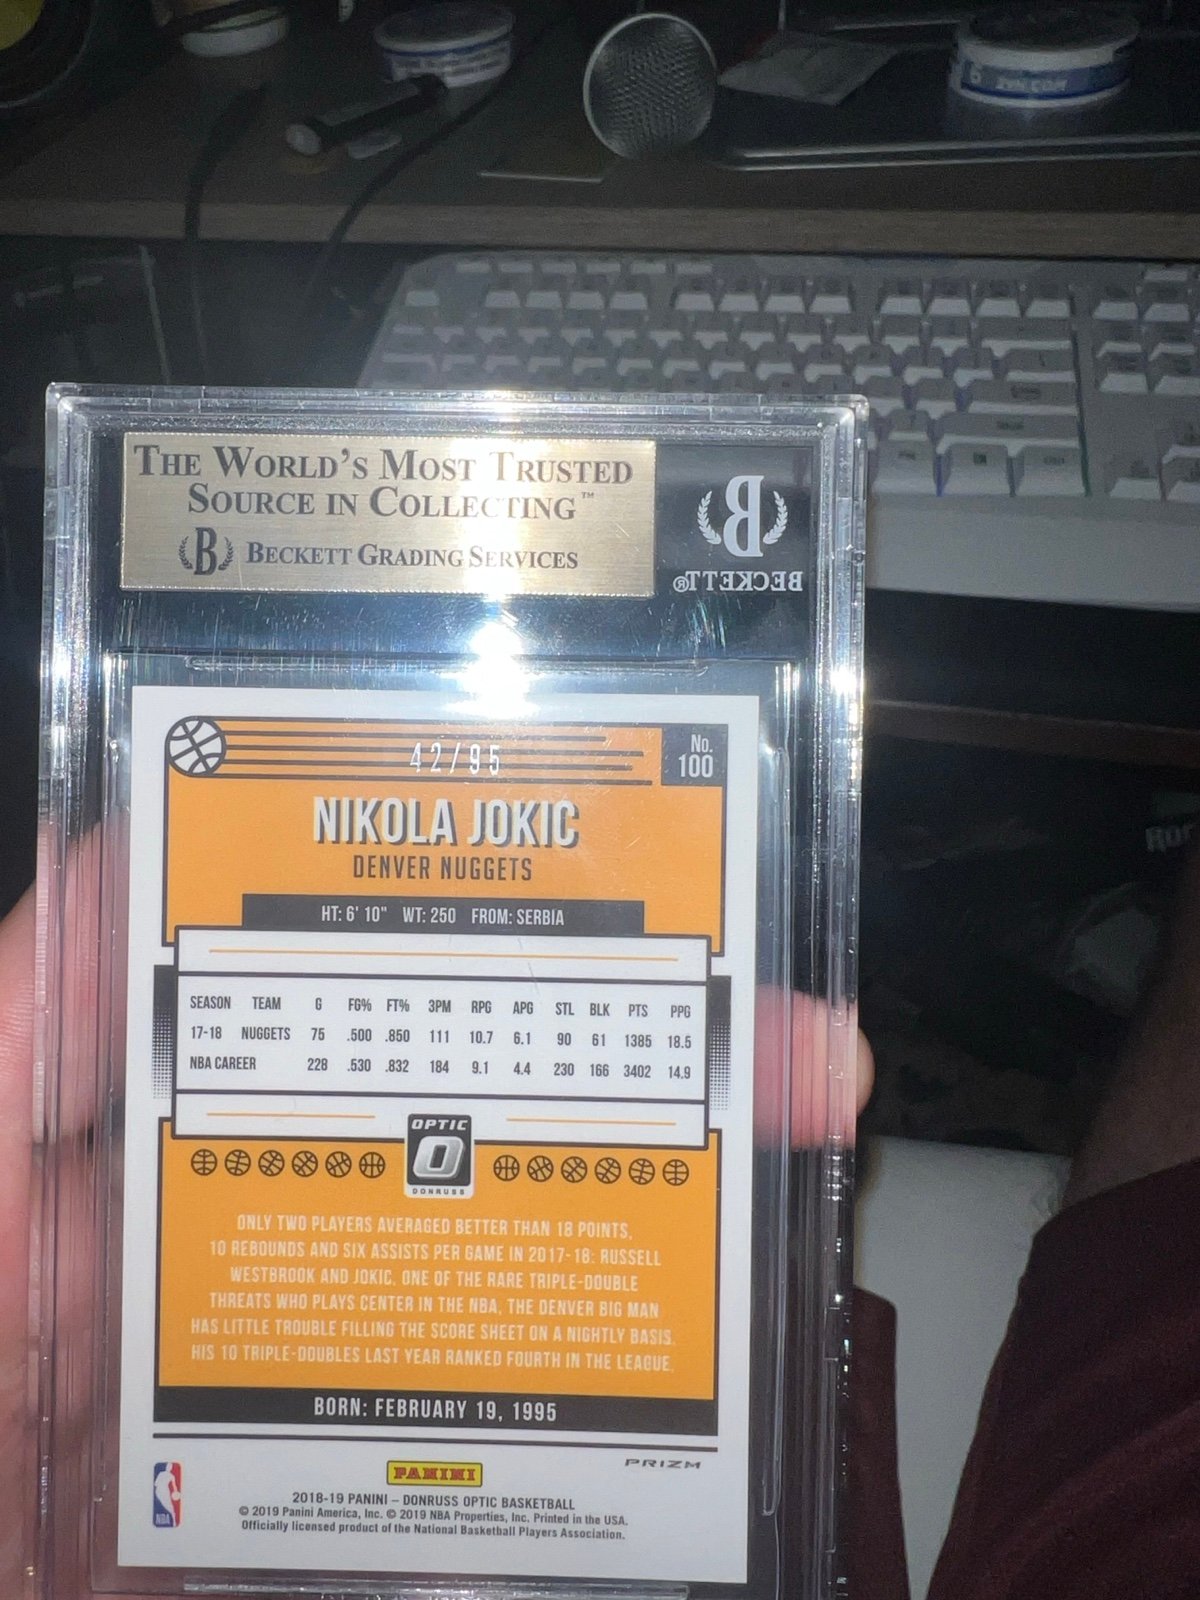 6 ZYN.COM
THE WORLD'S MOST TRUSTED
SOURCE IN COLLECTING™
B BECKETT GRADING SERVICES
B
BECKETT®
42/95
No.
100
NIKOLA JOKIC
DENVER NUGGETS
HT: 6' 10" WT: 250 FROM: SERBIA
SEASON TEAM G FG% FT% 3PM RPG APG STL BLK PTS PPG
17-18 NUGGETS 75 .500 .850 111 10.7 6.1 90 61 1385 18.5
NBA CAREER 228 .530 .832 184 9.1 4.4 230 166 3402 14.9
OPTIC
O
DONRUSS
ONLY TWO PLAYERS AVERAGED BETTER THAN 18 POINTS,
10 REBOUNDS AND SIX ASSISTS PER GAME IN 2017-18: RUSSELL
WESTBROOK AND JOKIC. ONE OF THE RARE TRIPLE-DOUBLE
THREATS WHO PLAYS CENTER IN THE NBA, THE DENVER BIG MAN
HAS LITTLE TROUBLE FILLING THE SCORE SHEET ON A NIGHTLY BASIS.
HIS 10 TRIPLE-DOUBLES LAST YEAR RANKED FOURTH IN THE LEAGUE.
BORN: FEBRUARY 19, 1995
PRIZM
PANINI
NBA
2018-19 PANINI – DONRUSS OPTIC BASKETBALL
© 2019 Panini America, Inc. © 2019 NBA Properties, Inc. Printed in the USA.
Officially licensed product of the National Basketball Players Association.